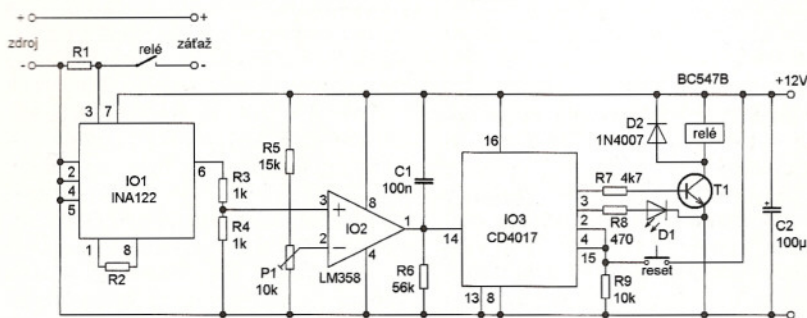 + +
zdroj záťaž
- R1 relé -
BC547B +12V
3 7
D2
1N4007
relé
R5
15k
16
C1
100n
IO1
INA122
6
2
4
5
R3
1k
R4
1k
3 8
+
IO2
1
2
-
4
LM358
P1
10k
14
IO3
CD4017
R7 4k7
T1
3
R8
2
470
4
D1
15
reset
R9
10k
R6
56k
13 8
1 8
R2
+
C2
100µ